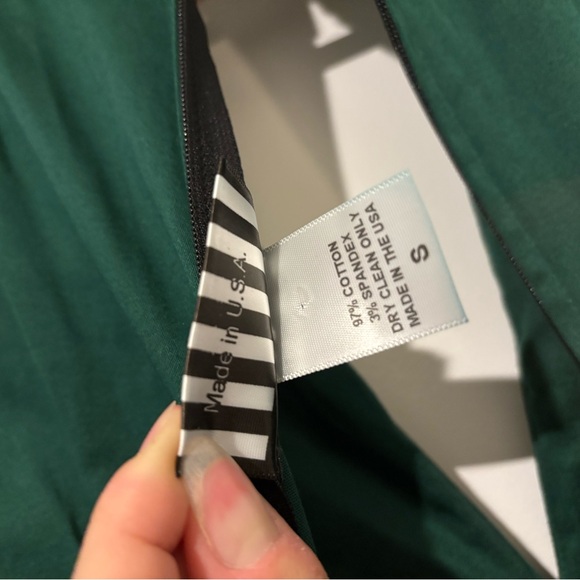 Made in U.S.A.
97% COTTON
3% SPANDEX
DRY CLEAN ONLY
MADE IN THE USA
S